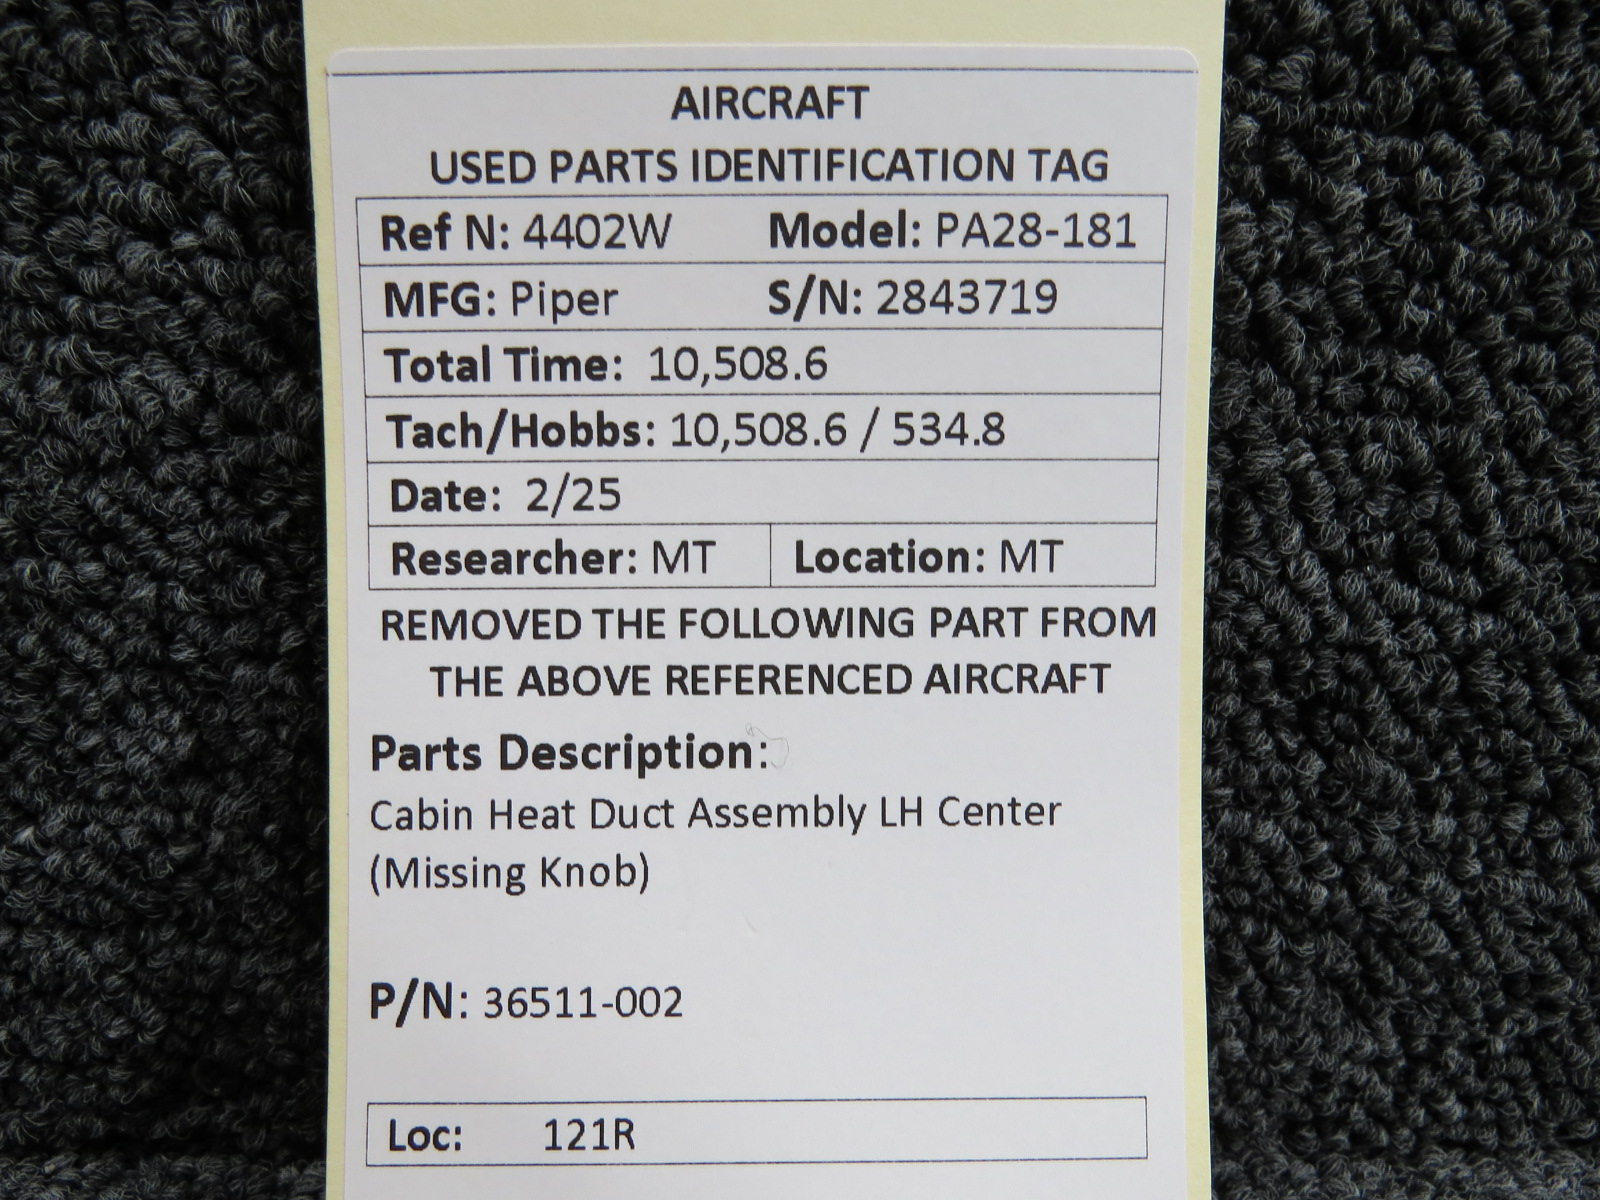 AIRCRAFT
USED PARTS IDENTIFICATION TAG
Ref N: 4402W Model: PA28-181
MFG: Piper S/N: 2843719
Total Time: 10,508.6
Tach/Hobbs: 10,508.6 / 534.8
Date: 2/25
Researcher: MT Location: MT
REMOVED THE FOLLOWING PART FROM
THE ABOVE REFERENCED AIRCRAFT
Parts Description:
Cabin Heat Duct Assembly LH Center
(Missing Knob)
P/N: 36511-002
Loc: 121R